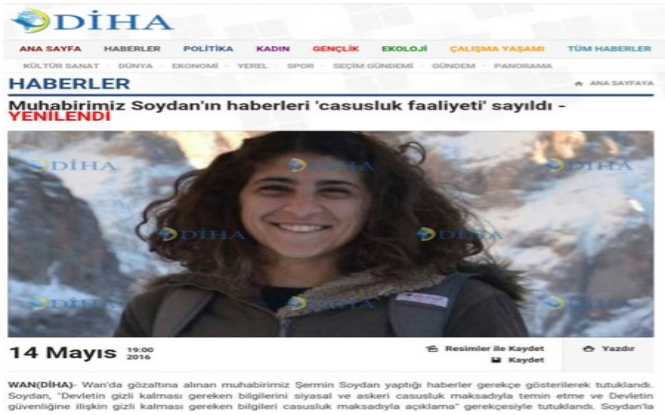 DİHA
ANA SAYFA HABERLER POLİTİKA KADIN GENÇLİK EKOLOJİ ÇALIŞMA YAŞAMI TÜM HABERLER
KÜLTÜR SANAT DÜNYA EKONOMİ YEREL SPOR SEÇİM GÜNDEMİ GÜNDEM PANORAMA
HABERLER ANA SAYFAYA
Muhabirimiz Soydan'ın haberleri 'casusluk faaliyeti' sayıldı -
YENİLENDİ
DİHA DİHA DİHA
DİHA DİHA
DİHA DİHA DİHA
14 Mayıs 19:00 2016 Resimler ile Kaydet Yazdır
Kaydet
WAN(DİHA)- Wan'da gözaltına alınan muhabirimiz Şermin Soydan yaptığı haberler gerekçe gösterilerek tutuklandı.
Soydan, "Devletin gizli kalması gereken bilgilerini siyasal ve askeri casusluk maksadıyla temin etme ve Devletin
güvenliğine ilişkin gizli kalması gereken bilgileri casusluk maksadıyla açıklama" gerekçesiyle tutuklandı. Soydan'la